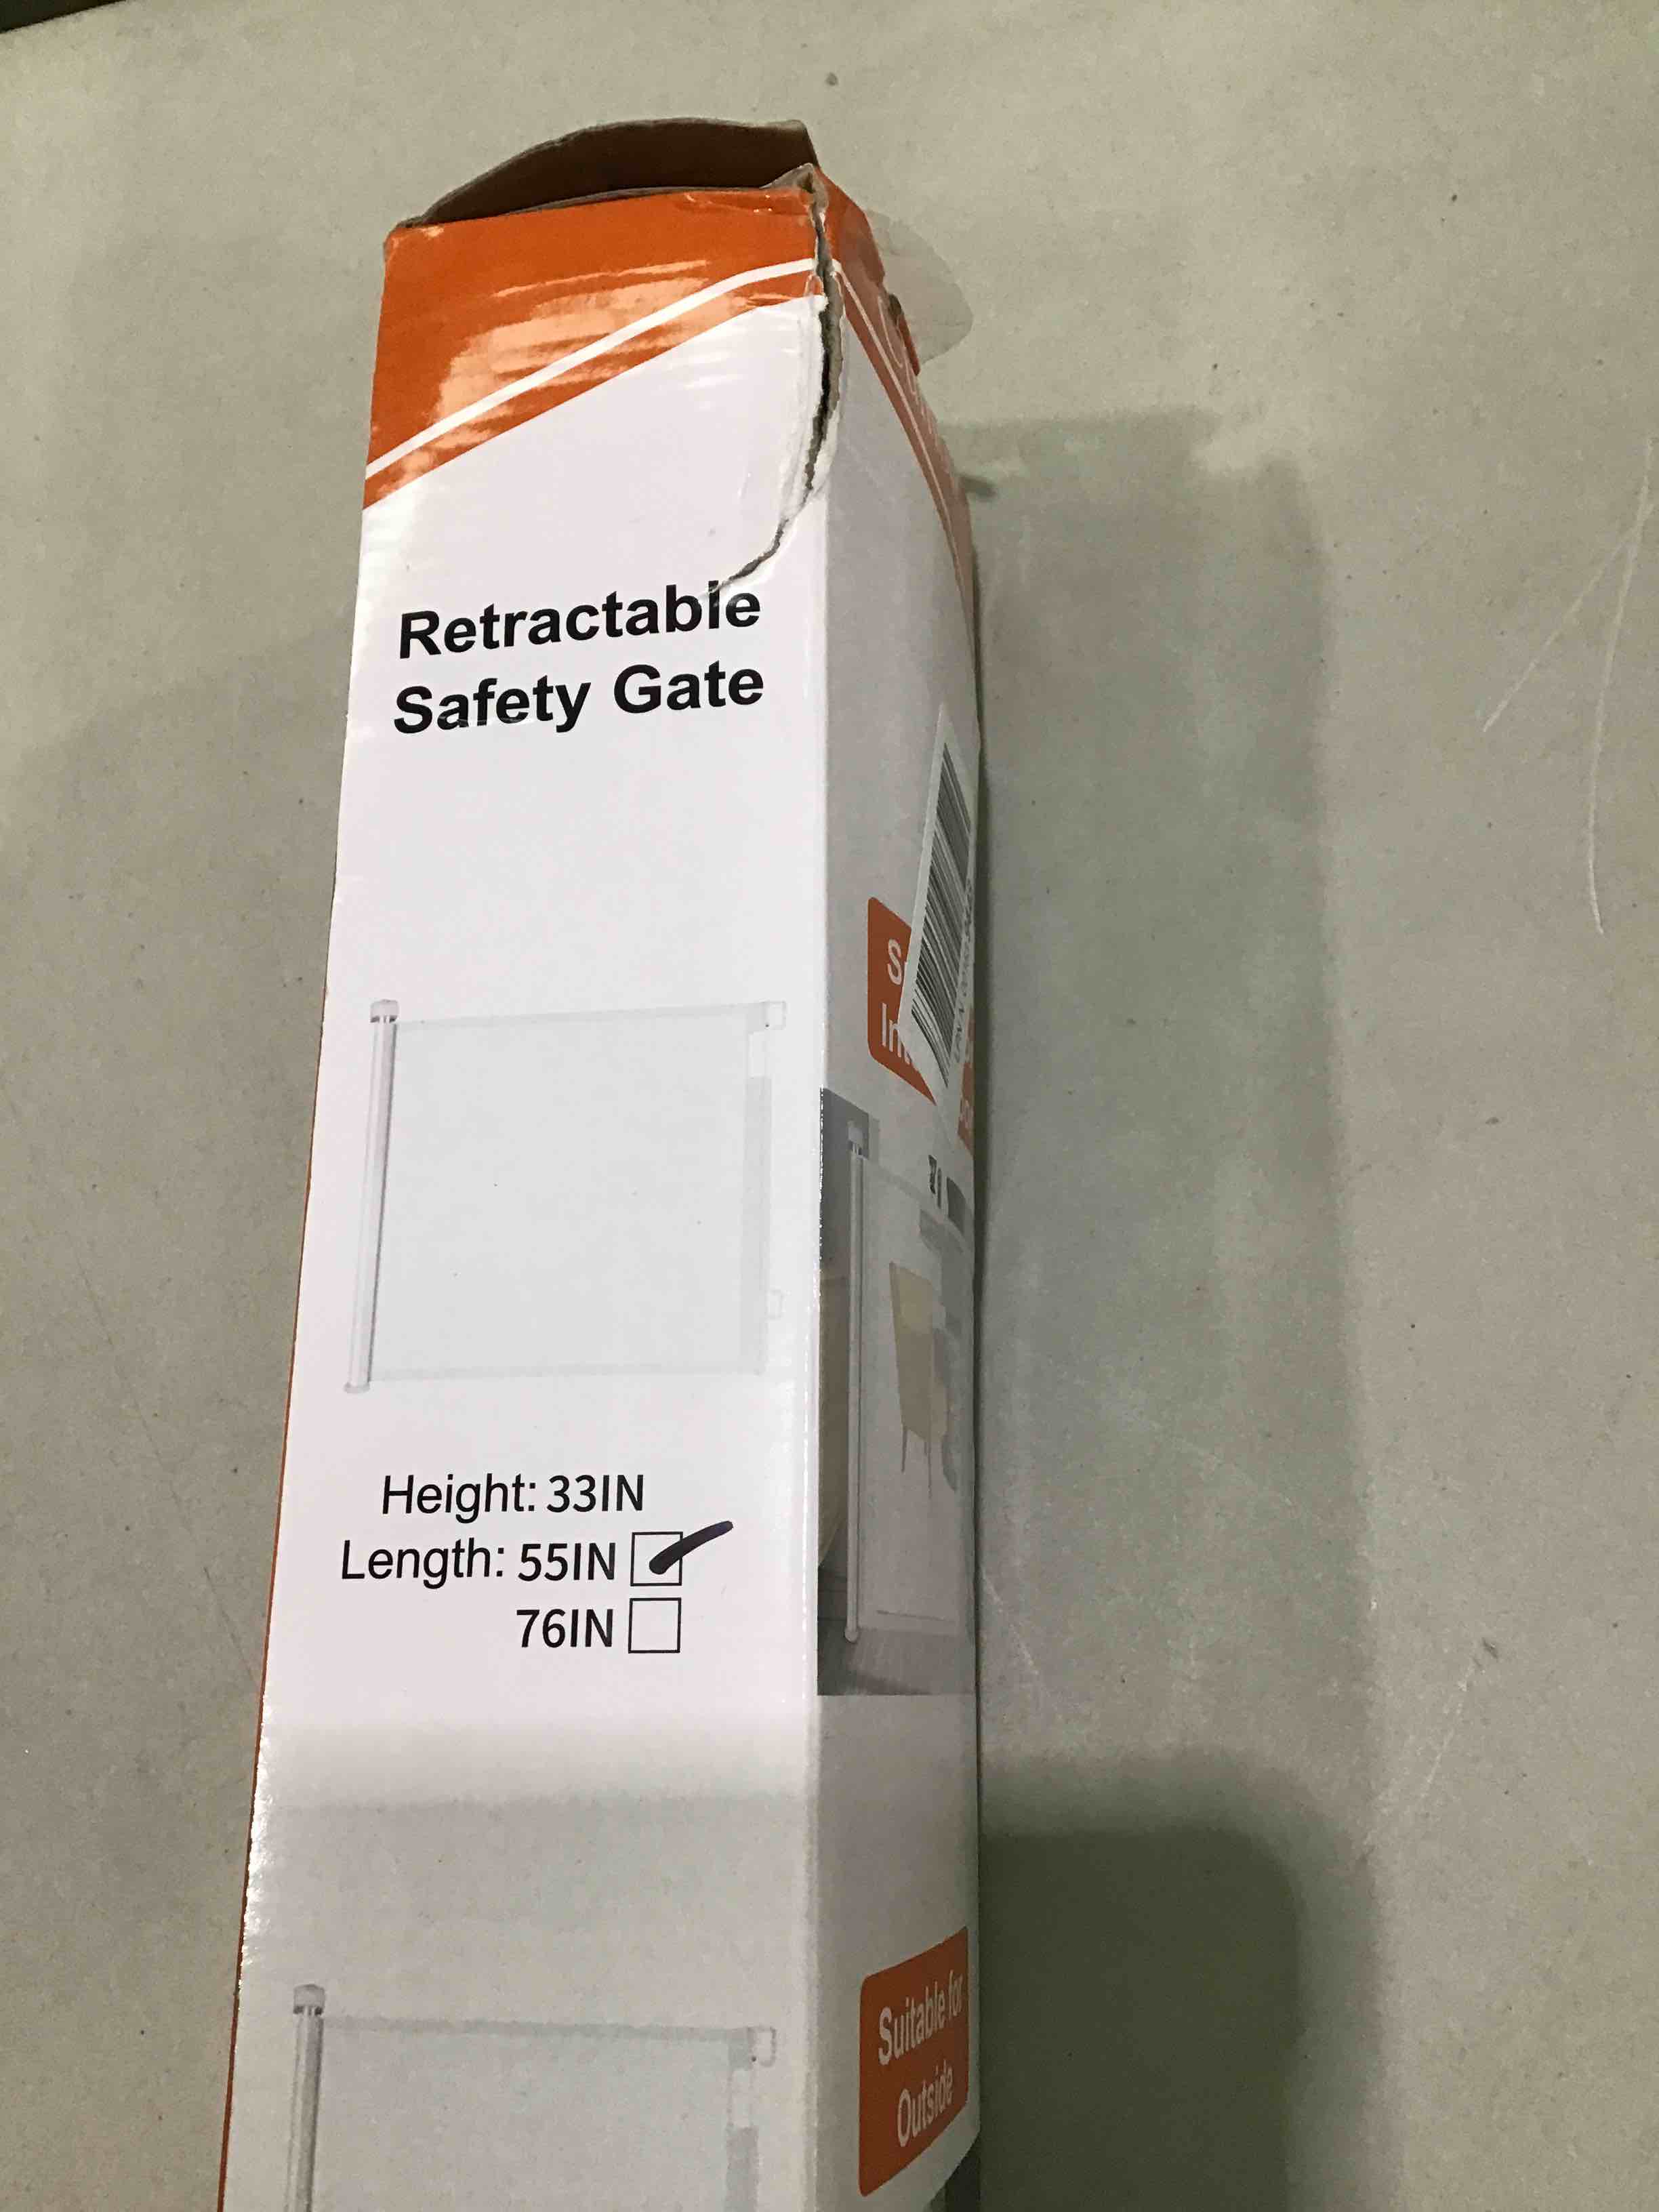 Retractable
Safety Gate
Height: 33IN
Length: 55IN
76IN
Suitable for
Outside